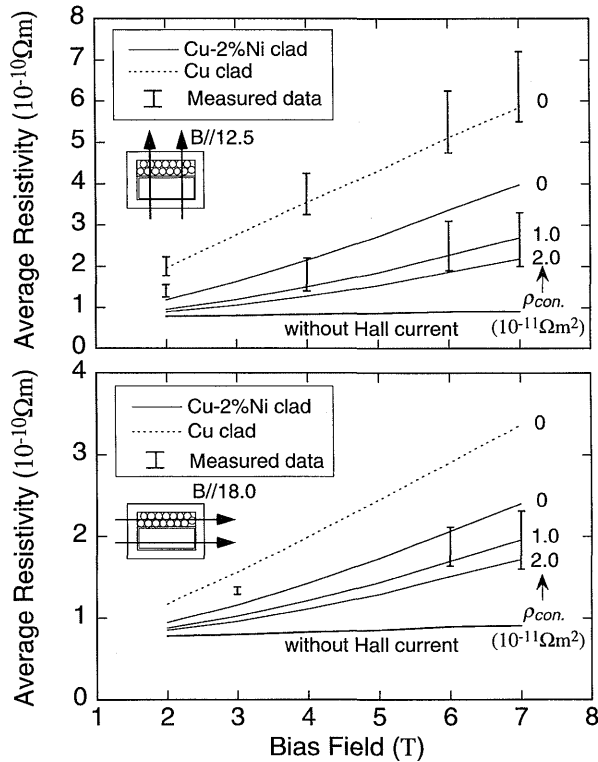 8
7
6
5
4
3
2
1
0
Average Resistivity (10-10Ωm)
Cu-2%Ni clad
Cu clad
Measured data
B//12.5
0
0
1.0
2.0
ρcon.
(10-11Ωm2)
without Hall current
4
3
2
1
0
Average Resistivity (10-10Ωm)
Cu-2%Ni clad
Cu clad
Measured data
B//18.0
0
0
1.0
2.0
ρcon.
(10-11Ωm2)
without Hall current
1 2 3 4 5 6 7 8
Bias Field (T)